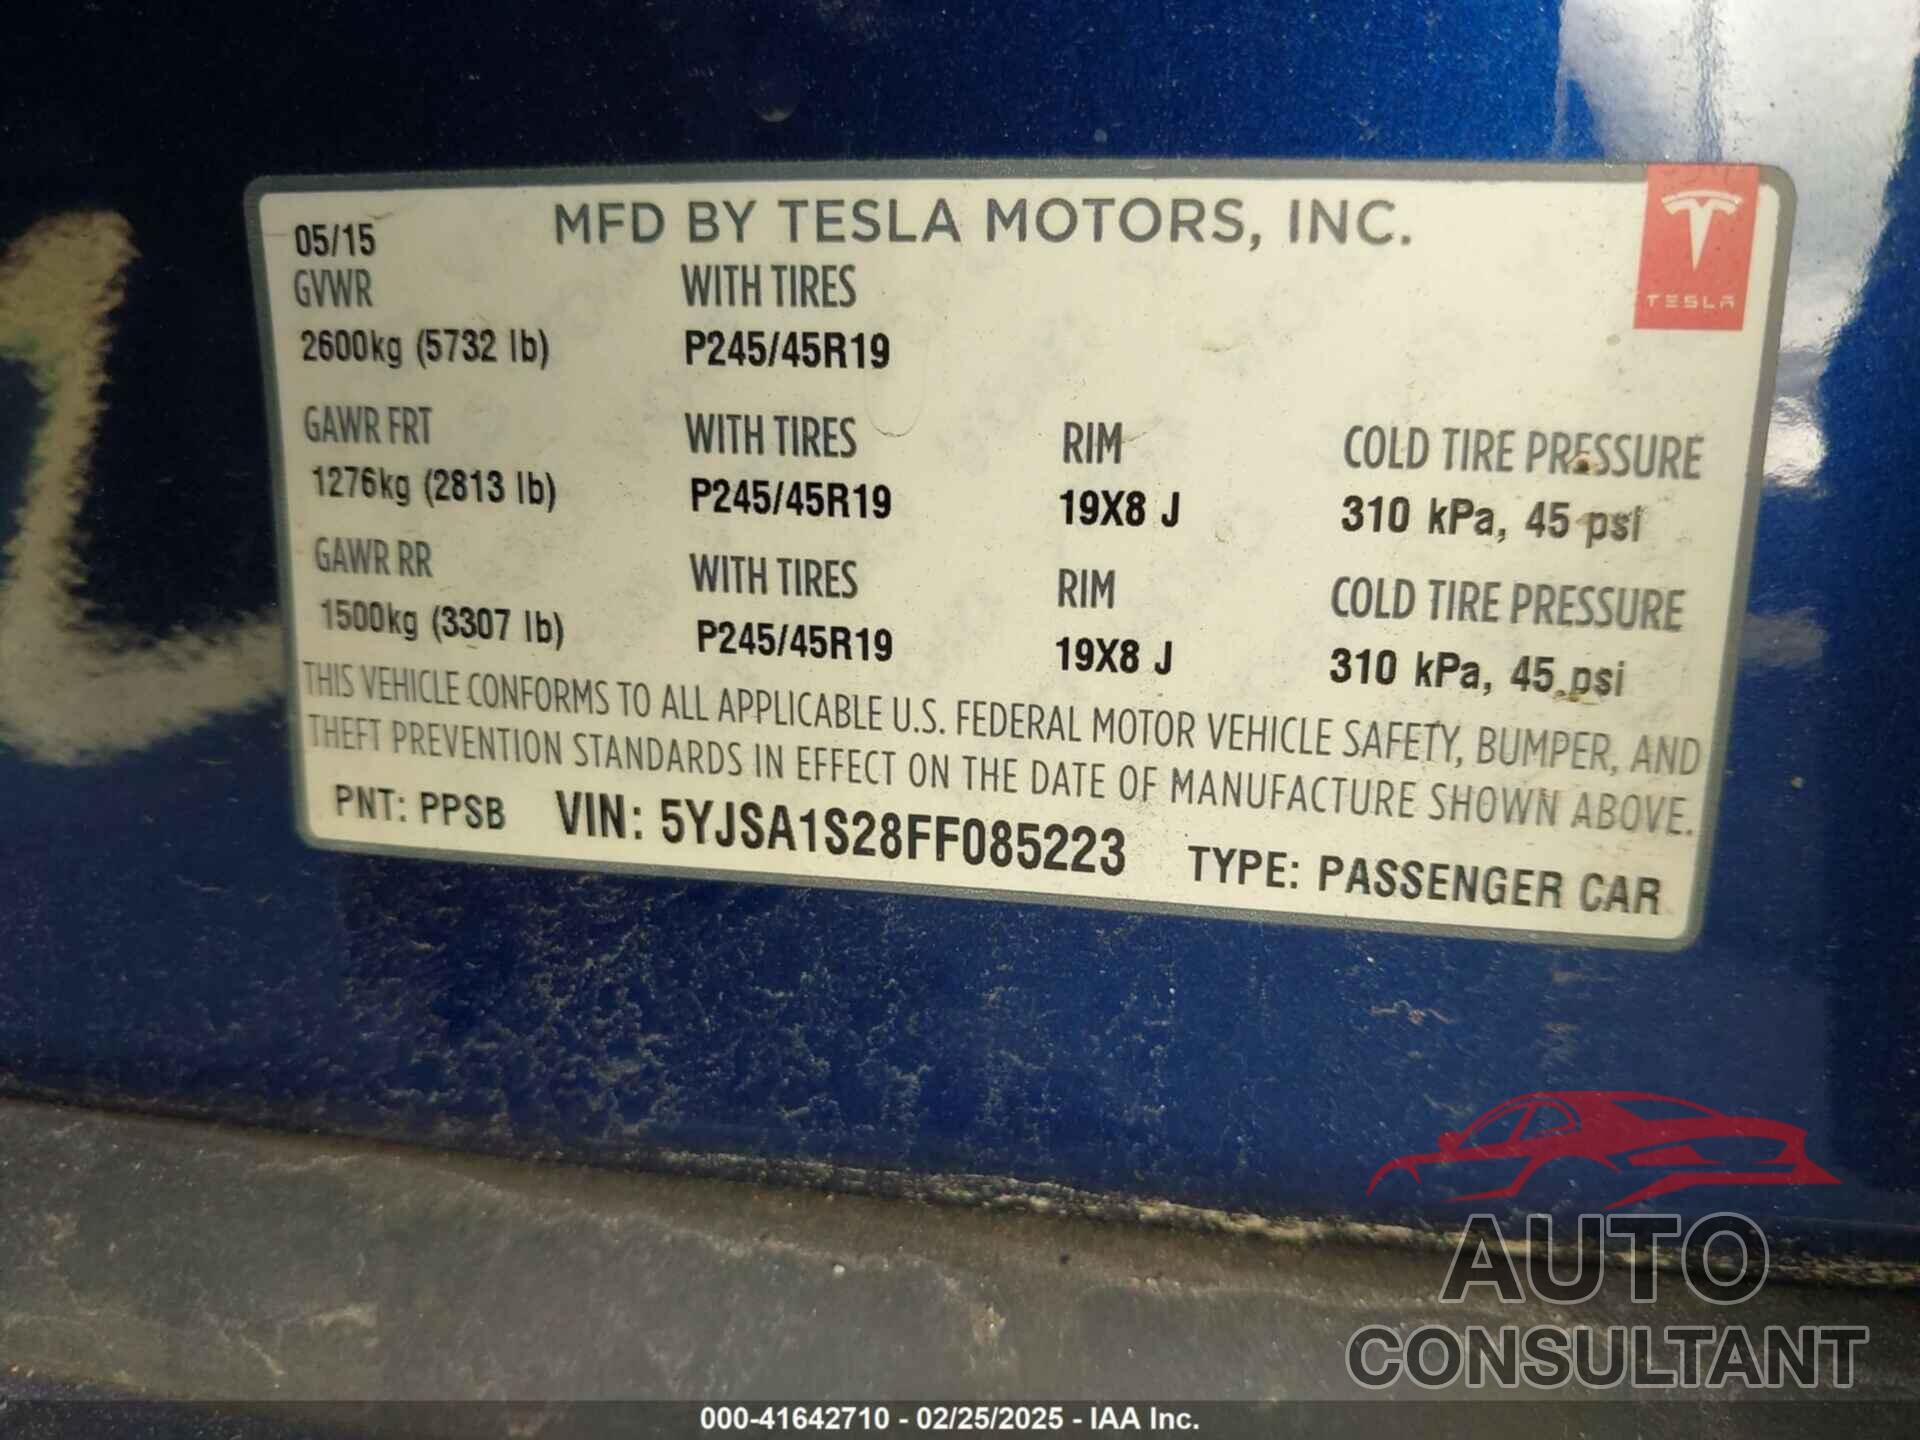 MFD BY TESLA MOTORS, INC.
TESLA
05/15
GVWR WITH TIRES
2600kg (5732 lb) P245/45R19
GAWR FRT WITH TIRES RIM COLD TIRE PRESSURE
1276kg (2813 lb) P245/45R19 19X8 J 310 kPa, 45 psi
GAWR RR WITH TIRES RIM COLD TIRE PRESSURE
1500kg (3307 lb) P245/45R19 19X8 J 310 kPa, 45 psi
THIS VEHICLE CONFORMS TO ALL APPLICABLE U.S. FEDERAL MOTOR VEHICLE SAFETY, BUMPER, AND
THEFT PREVENTION STANDARDS IN EFFECT ON THE DATE OF MANUFACTURE SHOWN ABOVE.
PNT: PPSB VIN: 5YJSA1S28FF085223 TYPE: PASSENGER CAR
AUTO
CONSULTANT
000-41642710 - 02/25/2025 - IAA Inc.